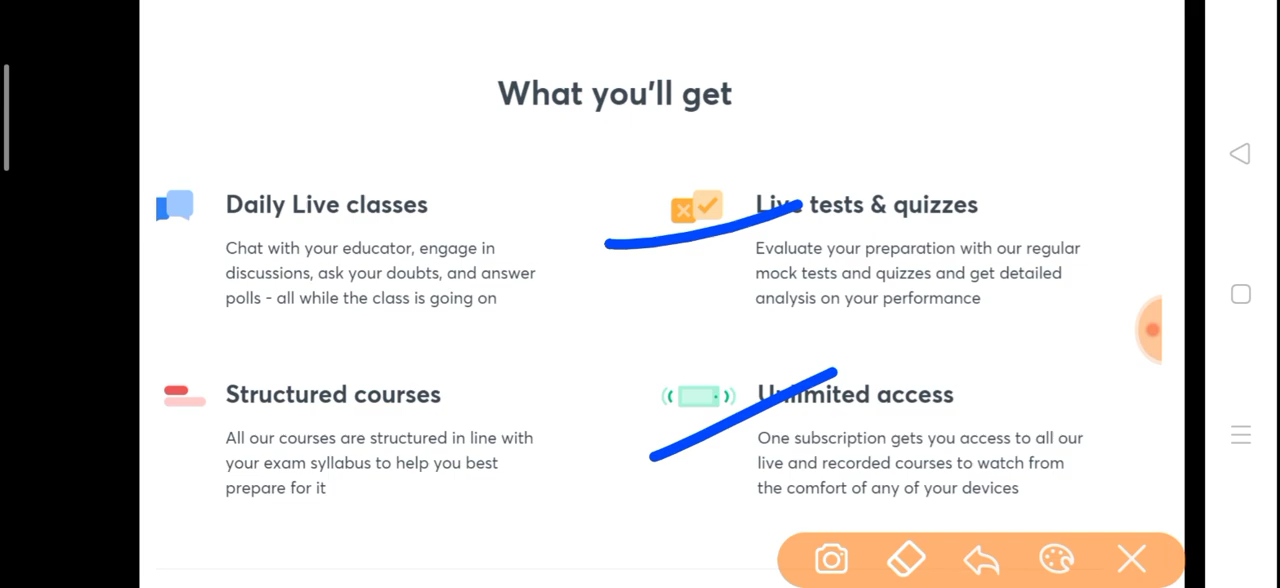 What you'll get
Daily Live classes
Chat with your educator, engage in
discussions, ask your doubts, and answer
polls - all while the class is going on
Live tests & quizzes
Evaluate your preparation with our regular
mock tests and quizzes and get detailed
analysis on your performance
Structured courses
All our courses are structured in line with
your exam syllabus to help you best
prepare for it
Unlimited access
One subscription gets you access to all our
live and recorded courses to watch from
the comfort of any of your devices